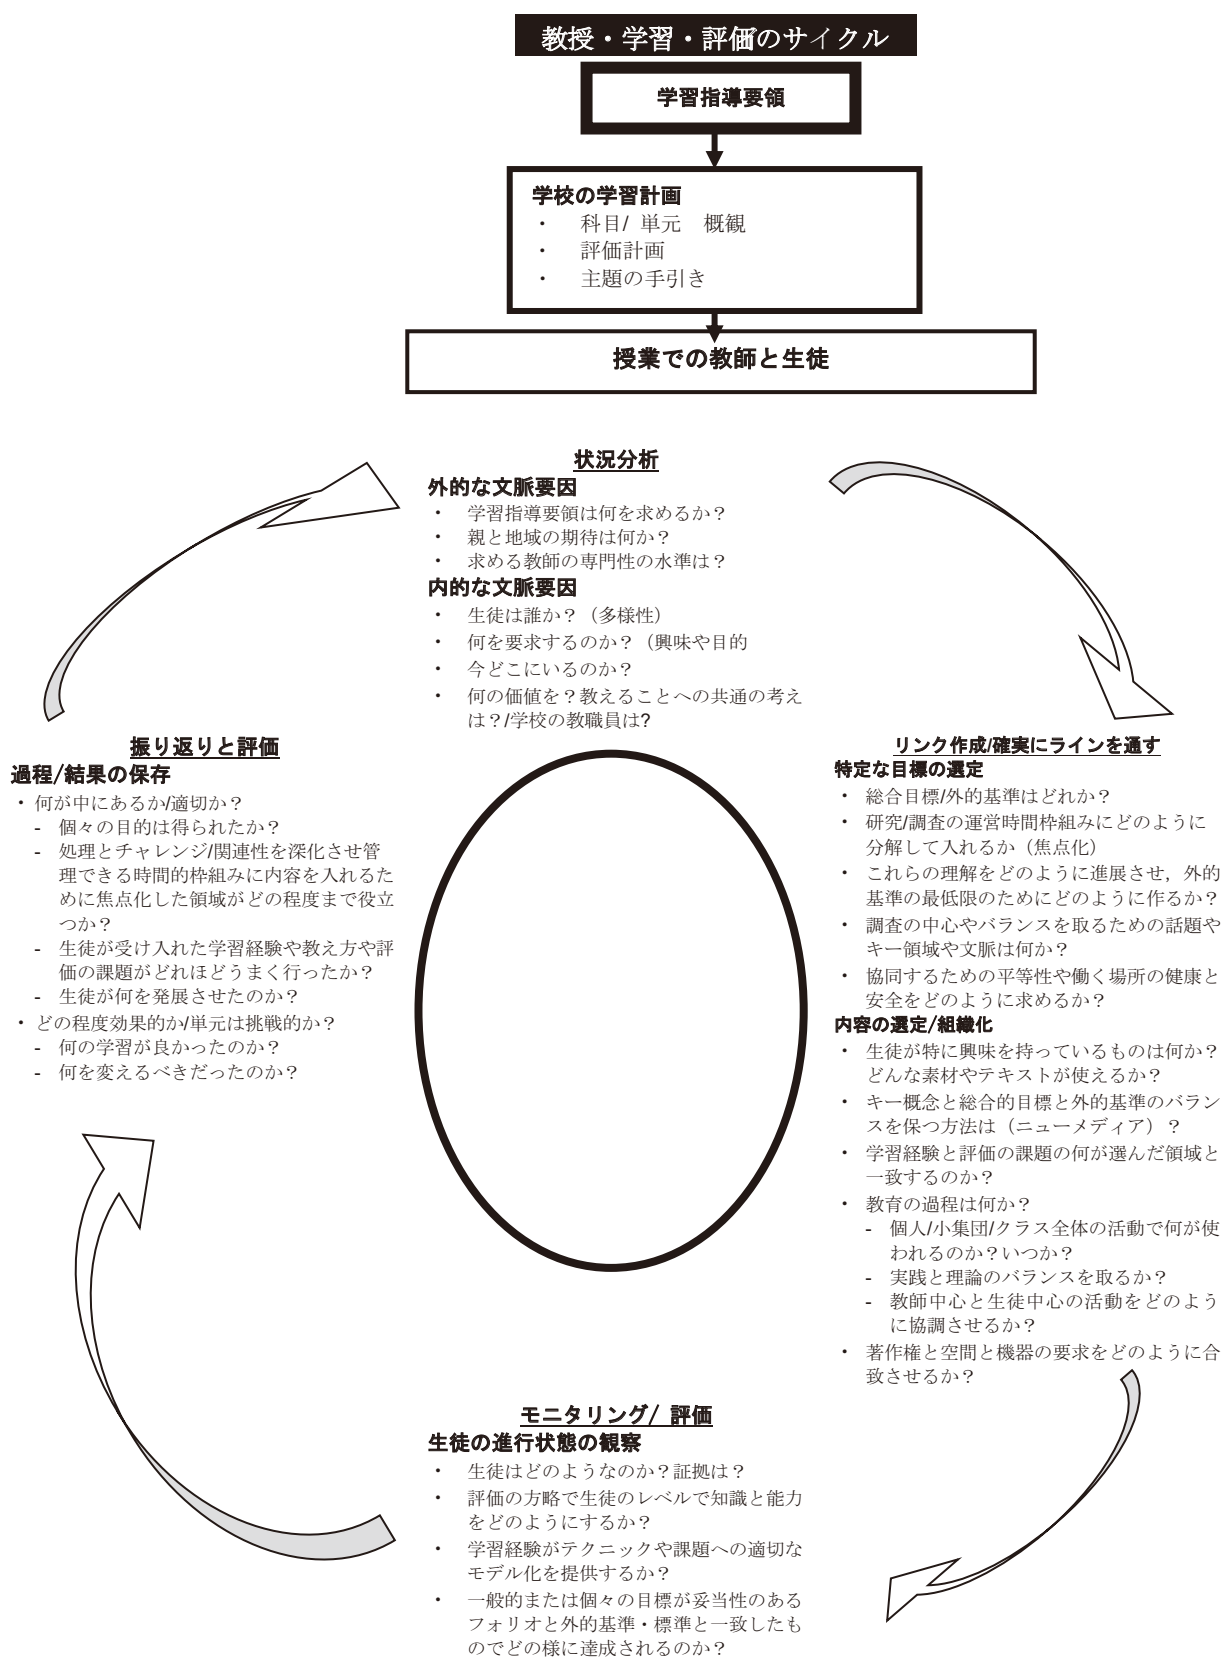 教授・学習・評価のサイクル
学習指導要領
学校の学習計画
・ 科目/ 単元 概観
・ 評価計画
・ 主題の手引き
授業での教師と生徒
状況分析
外的な文脈要因
・ 学習指導要領は何を求めるか？
・ 親と地域の期待は何か？
・ 求める教師の専門性の水準は？
内的な文脈要因
・ 生徒は誰か？（多様性）
・ 何を要求するのか？（興味や目的
・ 今どこにいるのか？
・ 何の価値を？教えることへの共通の考え
は？/学校の教職員は?
リンク作成/確実にラインを通す
特定な目標の選定
・ 総合目標/外的基準はどれか？
・ 研究/調査の運営時間枠組みにどのように
分解して入れるか（焦点化）
・ これらの理解をどのように進展させ，外的
基準の最低限のためにどのように作るか？
・ 調査の中心やバランスを取るための話題や
キー領域や文脈は何か？
・ 協同するための平等性や働く場所の健康と
安全をどのように求めるか？
内容の選定/組織化
・ 生徒が特に興味を持っているものは何か？
どんな素材やテキストが使えるか？
・ キー概念と総合的目標と外的基準のバラン
スを保つ方法は（ニューメディア）？
・ 学習経験と評価の課題の何が選んだ領域と
一致するのか？
・ 教育の過程は何か？
- 個人/小集団/クラス全体の活動で何が使
われるのか？いつか？
- 実践と理論のバランスを取るか？
- 教師中心と生徒中心の活動をどのよう
に協調させるか？
・ 著作権と空間と機器の要求をどのように合
致させるか？
モニタリング/ 評価
生徒の進行状態の観察
・ 生徒はどのようなのか？証拠は？
・ 評価の方略で生徒のレベルで知識と能力
をどのようにするか？
・ 学習経験がテクニックや課題への適切な
モデル化を提供するか？
・ 一般的または個々の目標が妥当性のある
フォリオと外的基準・標準と一致したも
のでどの様に達成されるのか？
振り返りと評価
過程/結果の保存
・何が中にあるか/適切か？
- 個々の目的は得られたか？
- 処理とチャレンジ/関連性を深化させ管
理できる時間的枠組みに内容を入れるた
めに焦点化した領域がどの程度まで役立
つか？
- 生徒が受け入れた学習経験や教え方や評
価の課題がどれほどうまく行ったか？
- 生徒が何を発展させたのか？
・どの程度効果的か/単元は挑戦的か？
- 何の学習が良かったのか？
- 何を変えるべきだったのか？